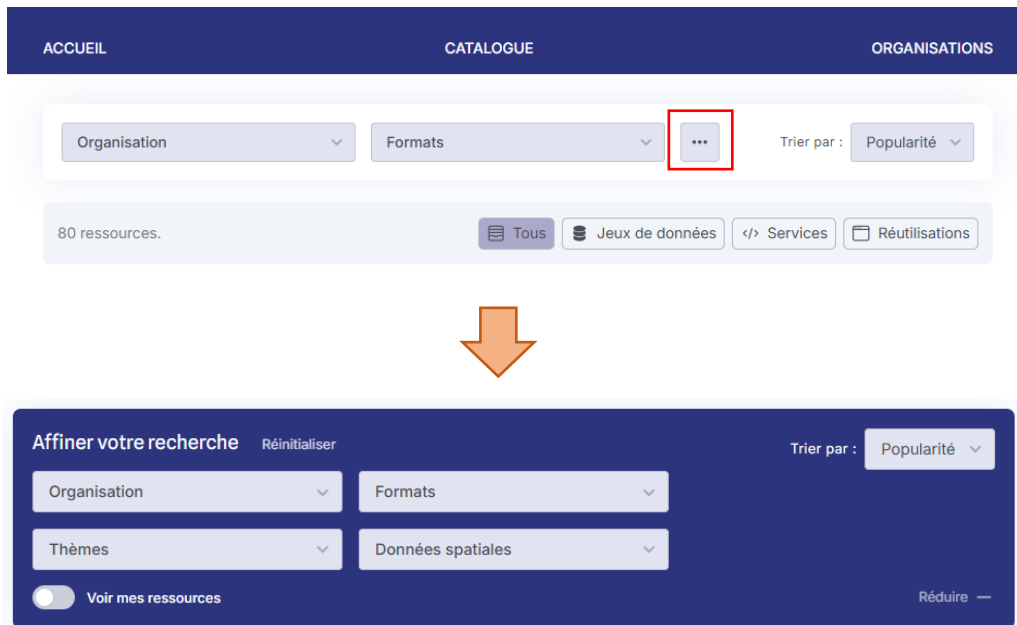 ACCUEIL CATALOGUE ORGANISATIONS
Organisation Formats ••• Trier par : Popularité
80 ressources. Tous Jeux de données </> Services Réutilisations
Affiner votre recherche Réinitialiser Trier par : Popularité
Organisation Formats
Thèmes Données spatiales
Voir mes ressources Réduire —